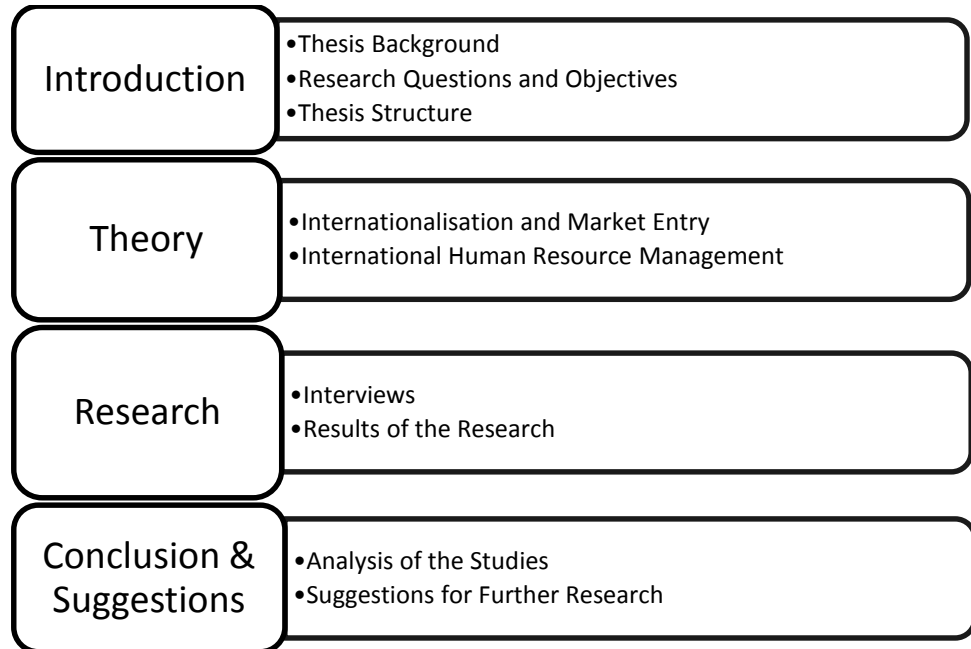 Introduction
•Thesis Background
•Research Questions and Objectives
•Thesis Structure
Theory
•Internationalisation and Market Entry
•International Human Resource Management
Research
•Interviews
•Results of the Research
Conclusion &
Suggestions
•Analysis of the Studies
•Suggestions for Further Research